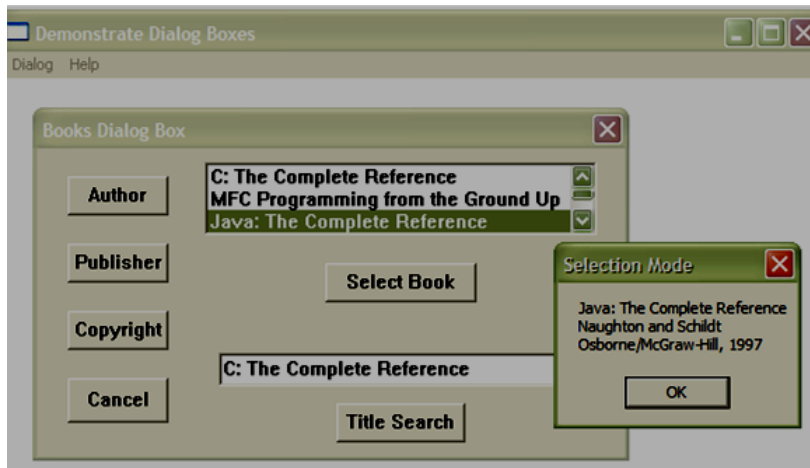 Demonstrate Dialog Boxes
Dialog Help
Books Dialog Box
Author
Publisher
Copyright
Cancel
C: The Complete Reference
MFC Programming from the Ground Up
Java: The Complete Reference
Select Book
C: The Complete Reference
Title Search
Selection Mode
Java: The Complete Reference
Naughton and Schildt
Osborne/McGraw-Hill, 1997
OK